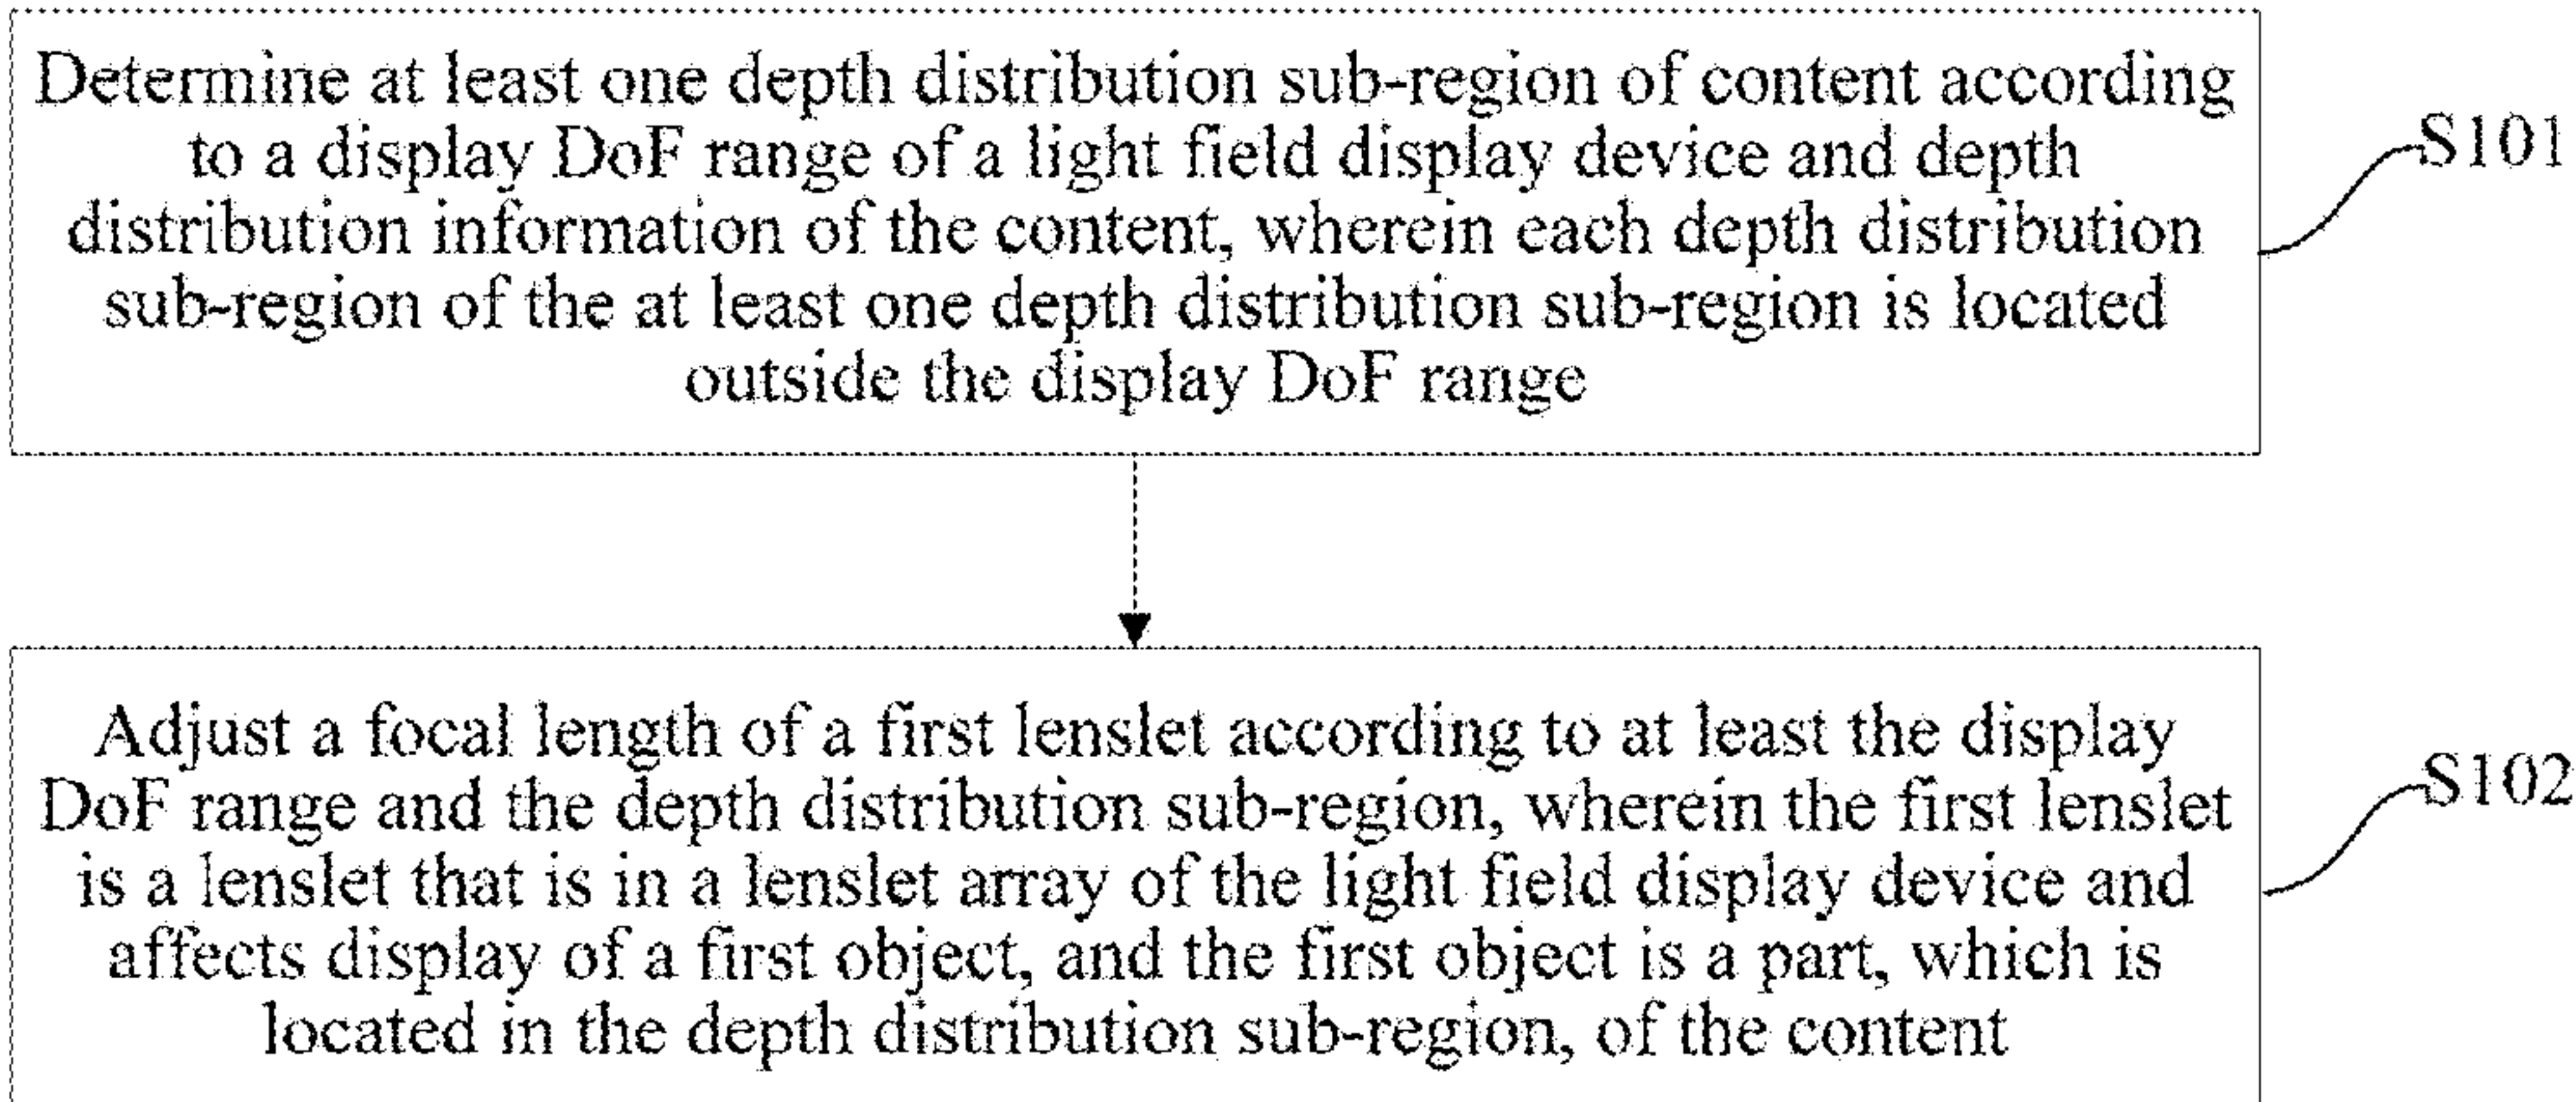 Determine at least one depth distribution sub-region of content according
to a display DoF range of a light field display device and depth
distribution information of the content, wherein each depth distribution
sub-region of the at least one depth distribution sub-region is located
outside the display DoF range
S101
Adjust a focal length of a first lenslet according to at least the display
DoF range and the depth distribution sub-region, wherein the first lenslet
is a lenslet that is in a lenslet array of the light field display device and
affects display of a first object, and the first object is a part, which is
located in the depth distribution sub-region, of the content
S102